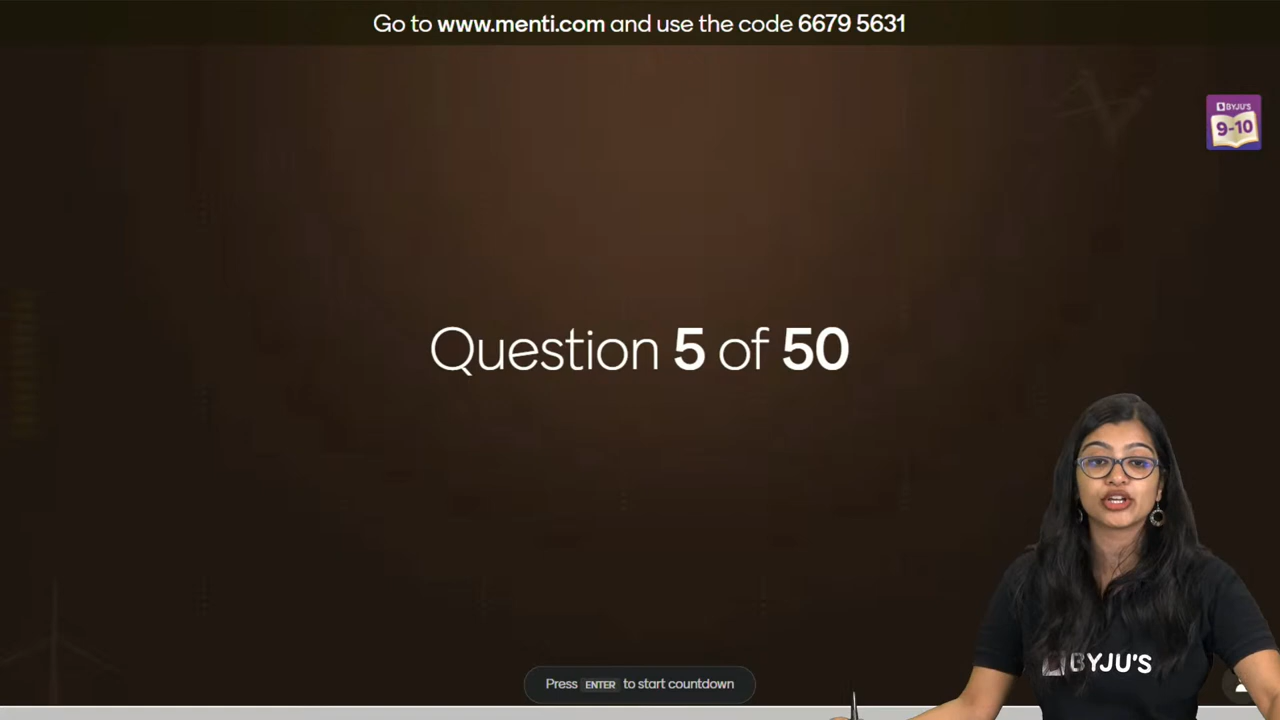 Go to www.menti.com and use the code 6679 5631
BYJU'S
9-10
Question 5 of 50
BYJU'S
Press ENTER to start countdown